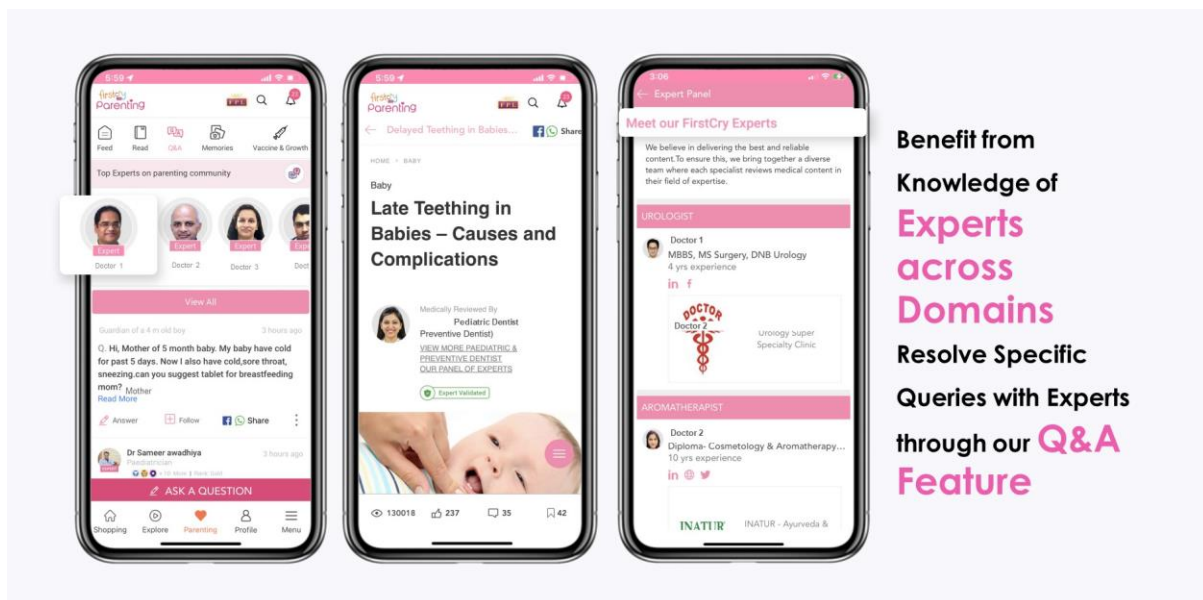 5:59
firstcry
Parenting
FPL
23
Feed
Read
Q&A
Memories
Vaccine & Growth
Top Experts on parenting community
Expert
Expert
Expert
Doctor 1
Doctor 2
Doctor 3
Doct
View All
Guardian of a 4 m old boy
3 hours ago
Q. Hi, Mother of 5 month baby. My baby have cold
for past 5 days. Now I also have cold,sore throat,
sneezing.can you suggest tablet for breastfeeding
mom?
Mother
Read More
Answer
Follow
Share
Dr Sameer awadhiya
3 hours ago
Paediatrician
ASK A QUESTION
Shopping
Explore
Parenting
Profile
Menu
5:59
firstcry
Parenting
FPL
23
Delayed Teething in Babies...
Share
HOME
BABY
Baby
Late Teething in
Babies – Causes and
Complications
Medically Reviewed By
Pediatric Dentist
Preventive Dentist)
VIEW MORE PAEDIATRIC &
PREVENTIVE DENTIST
OUR PANEL OF EXPERTS
Expert Validated
130018
237
35
42
3:06
Expert Panel
Meet our FirstCry Experts
We believe in delivering the best and reliable
content.To ensure this, we bring together a diverse
team where each specialist reviews medical content in
their field of expertise.
UROLOGIST
Doctor 1
MBBS, MS Surgery, DNB Urology
4 yrs experience
in f
DOCTOR
Doctor 2
Urology Super
Specialty Clinic
AROMATHERAPIST
Doctor 2
Diploma- Cosmetology & Aromatherapy...
10 yrs experience
in
INATUR
INATUR - Ayurveda &
Benefit from
Knowledge of
Experts
across
Domains
Resolve Specific
Queries with Experts
through our Q&A
Feature